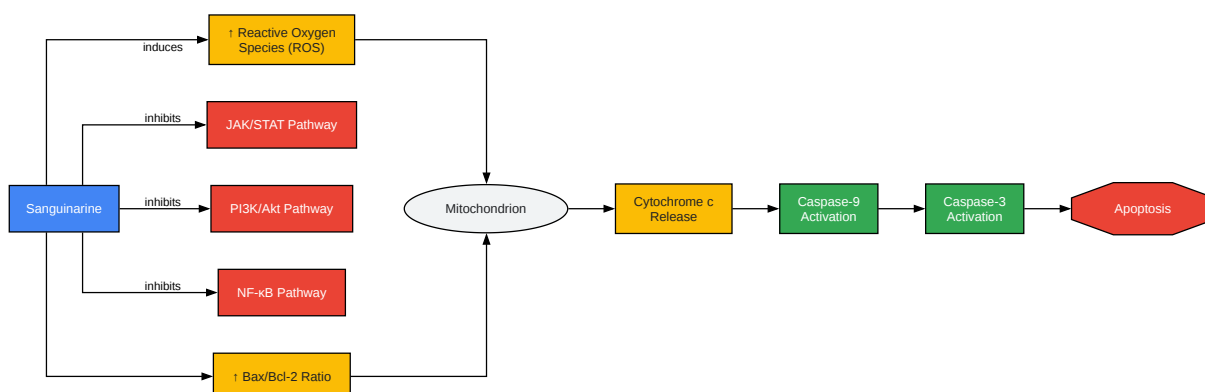 ↑ Reactive Oxygen
Species (ROS)
induces
inhibits
JAK/STAT Pathway
Sanguinarine
inhibits
PI3K/Akt Pathway
Mitochondrion
Cytochrome c
Release
Caspase-9
Activation
Caspase-3
Activation
Apoptosis
inhibits
NF-κB Pathway
↑ Bax/Bcl-2 Ratio